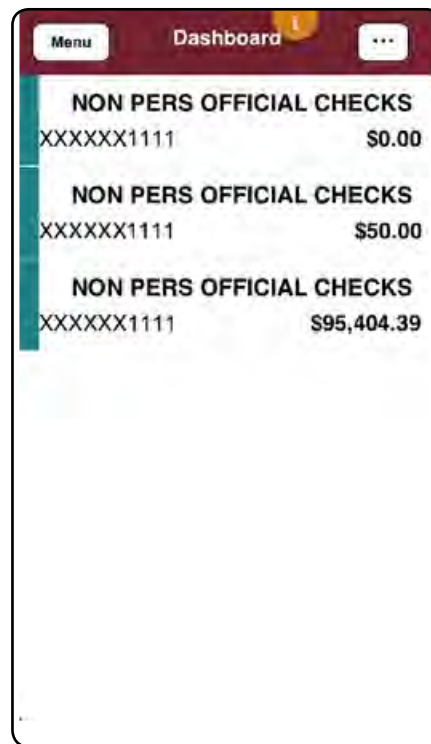 Menu Dashboard i ...
NON PERS OFFICIAL CHECKS
XXXXXX1111 $0.00
NON PERS OFFICIAL CHECKS
XXXXXX1111 $50.00
NON PERS OFFICIAL CHECKS
XXXXXX1111 $95,404.39